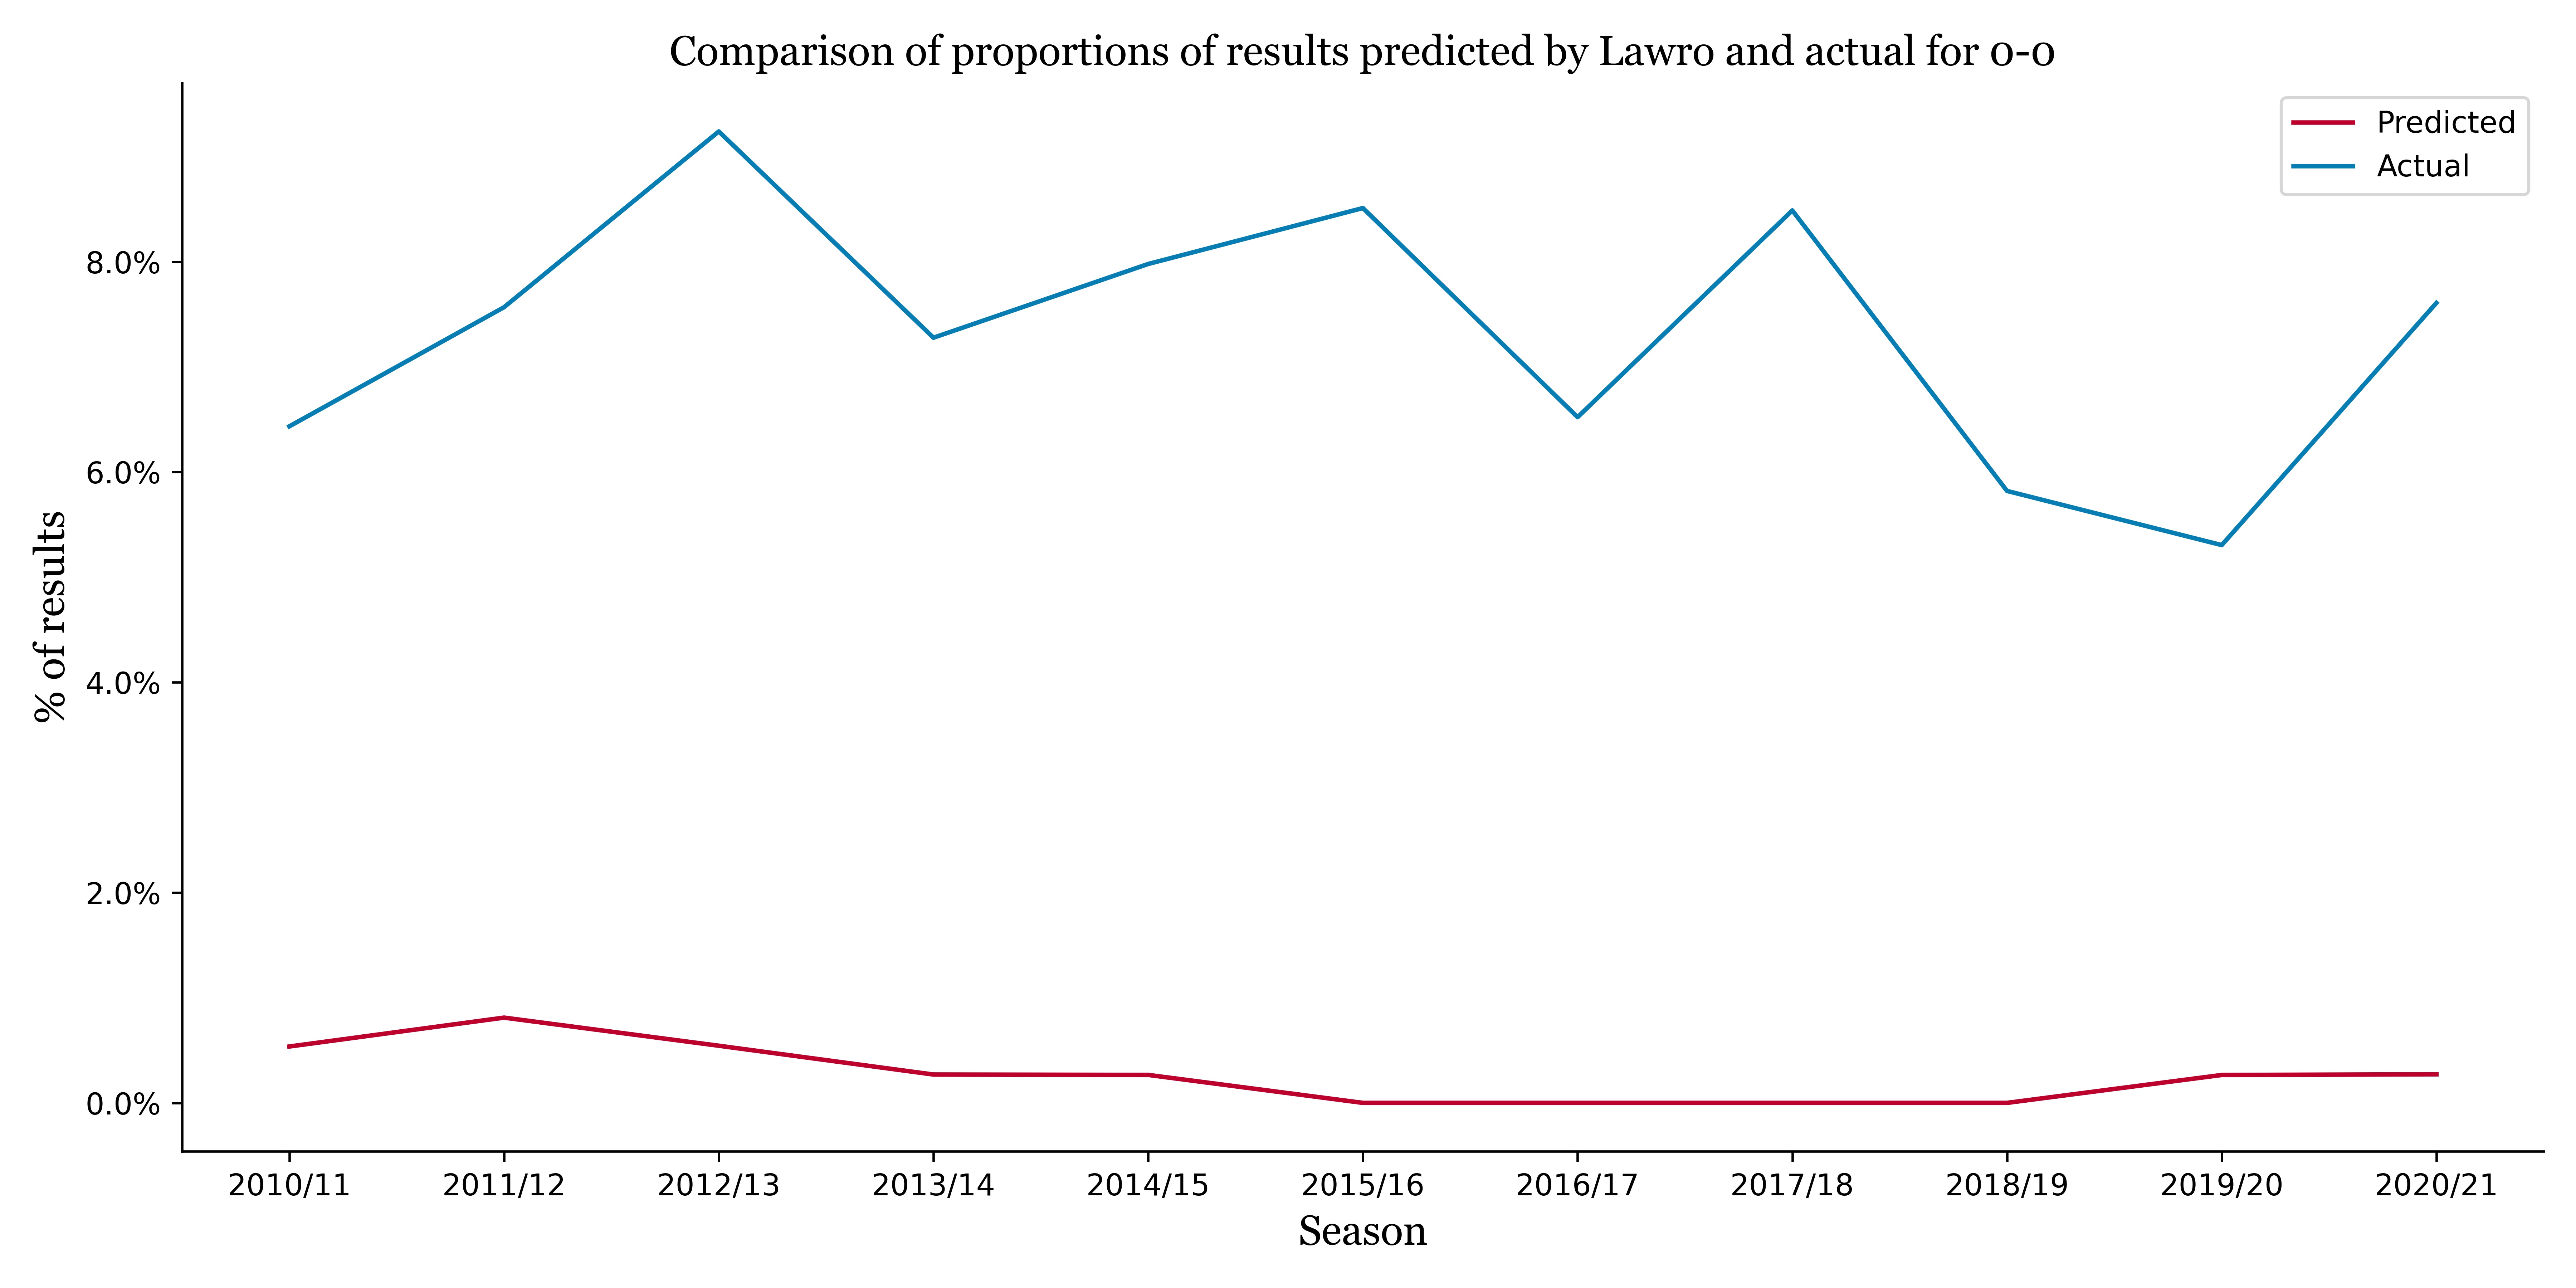 Comparison of proportions of results predicted by Lawro and actual for 0-0
Predicted
Actual
% of results
8.0%
6.0%
4.0%
2.0%
0.0%
2010/11 2011/12 2012/13 2013/14 2014/15 2015/16 2016/17 2017/18 2018/19 2019/20 2020/21
Season